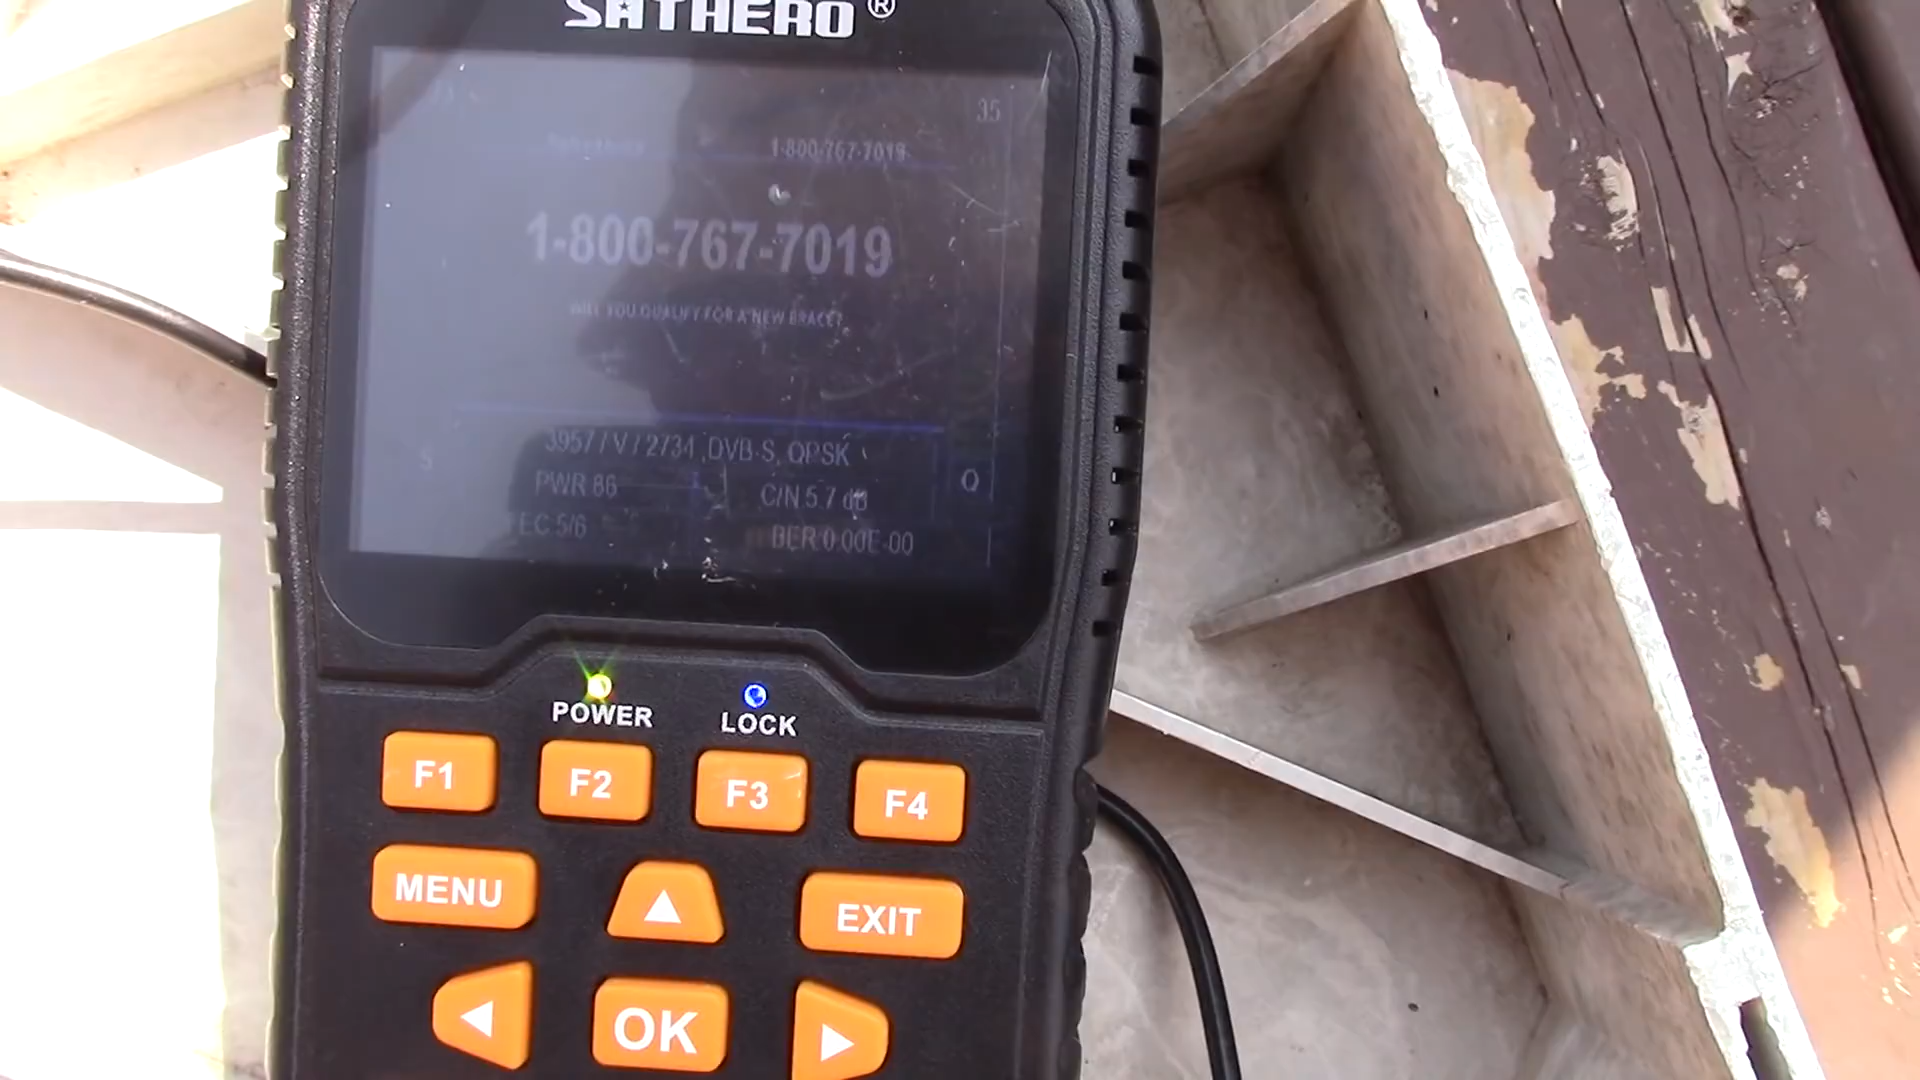 SATHERO®
35
1-800-767-7019
1-800-767-7019
WILL YOU QUALIFY FOR A NEW BRACE?
3957 / V / 2734 ,DVB-S, QPSK
S
Q
PWR 86
C/N 5.7 dB
EC 5/6
BER 0.00E-00
POWER
LOCK
F1
F2
F3
F4
MENU
EXIT
OK